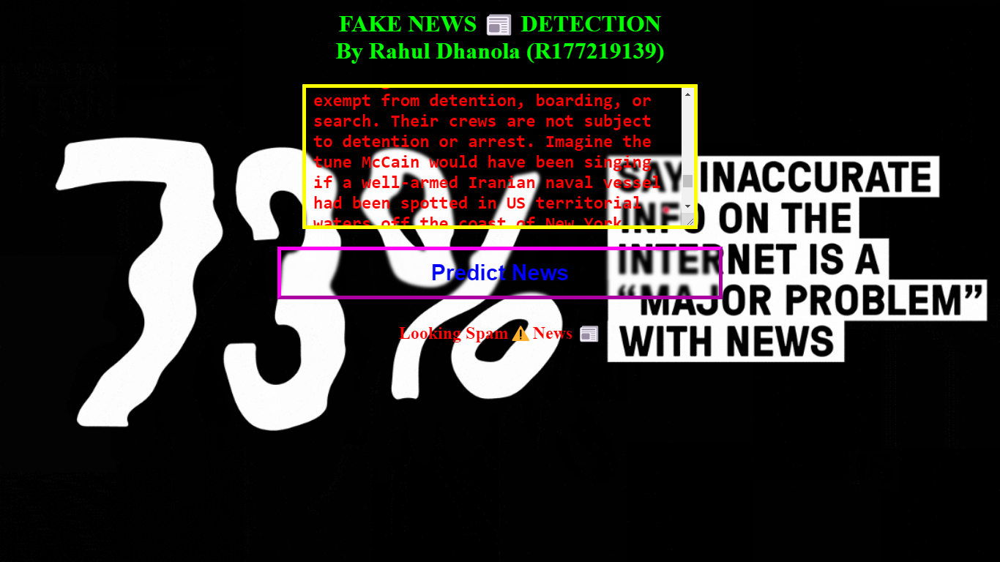 FAKE NEWS 📰 DETECTION
By Rahul Dhanola (R177219139)
exempt from detention, boarding, or
search. Their crews are not subject
to detention or arrest. Imagine the
tune McCain would have been singing
if a well-armed Iranian naval vessel
had been spotted in US territorial
waters off the coast of New York
Predict News
Looking Spam ⚠ News 📰
73%
SAY INACCURATE
INFO ON THE
INTERNET IS A
“MAJOR PROBLEM”
WITH NEWS